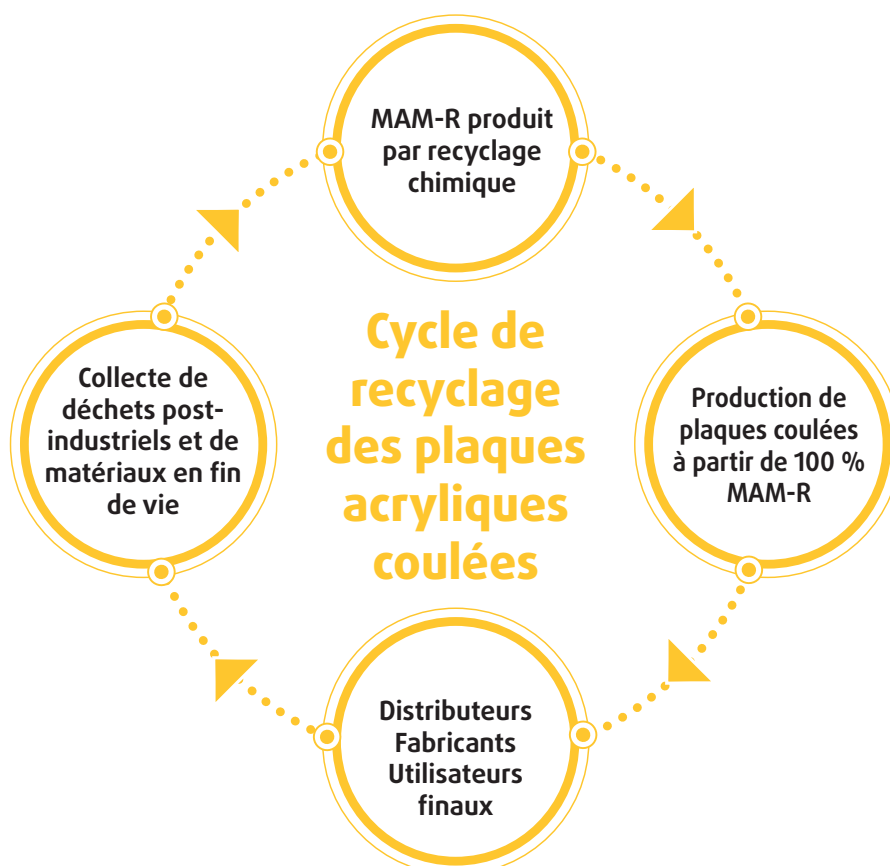 MAM-R produit
par recyclage
chimique
Cycle de
recyclage
des plaques
acryliques
coulées
Collecte de
déchets post-
industriels et de
matériaux en fin
de vie
Production de
plaques coulées
à partir de 100 %
MAM-R
Distributeurs
Fabricants
Utilisateurs
finaux